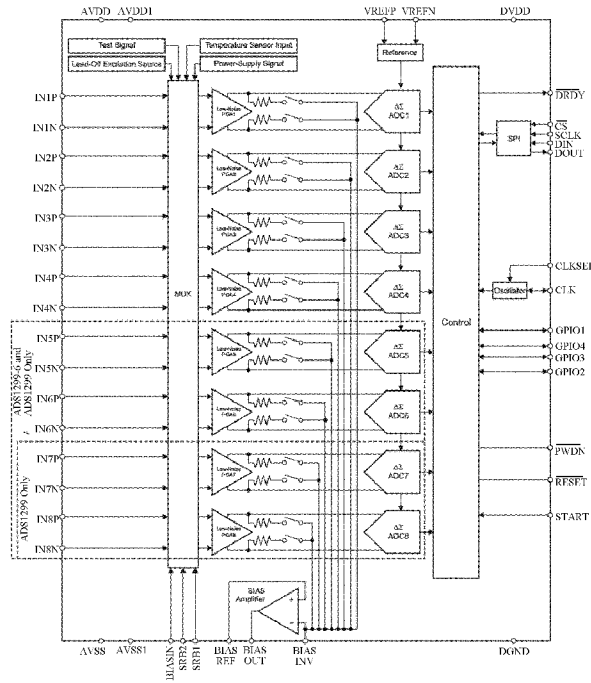 AVDD AVDD1 VREFP VREFN DVDD
Test Signal
Temperature Sensor Input
Lead-Off Excitation Source
Power-Supply Signal
Reference
IN1P
IN1N
IN2P
IN2N
IN3P
IN3N
IN4P
IN4N
IN5P
IN5N
IN6P
IN6N
IN7P
IN7N
IN8P
IN8N
ADS1299-6 and
ADS1299 Only
ADS1299 Only
MUX
Low-Noise
PGA1
Low-Noise
PGA2
Low-Noise
PGA3
Low-Noise
PGA4
Low-Noise
PGA5
Low-Noise
PGA6
Low-Noise
PGA7
Low-Noise
PGA8
ΔΣ
ADC1
ΔΣ
ADC2
ΔΣ
ADC3
ΔΣ
ADC4
ΔΣ
ADC5
ΔΣ
ADC6
ΔΣ
ADC7
ΔΣ
ADC8
Control
SPI
Oscillator
DRDY
CS
SCLK
DIN
DOUT
CLKSEL
CLK
GPIO1
GPIO4
GPIO3
GPIO2
PWDN
RESET
START
BIAS
Amplifier
+
−
AVSS AVSS1
BIASIN
SRB2
SRB1
BIAS
REF
BIAS
OUT
BIAS
INV
DGND